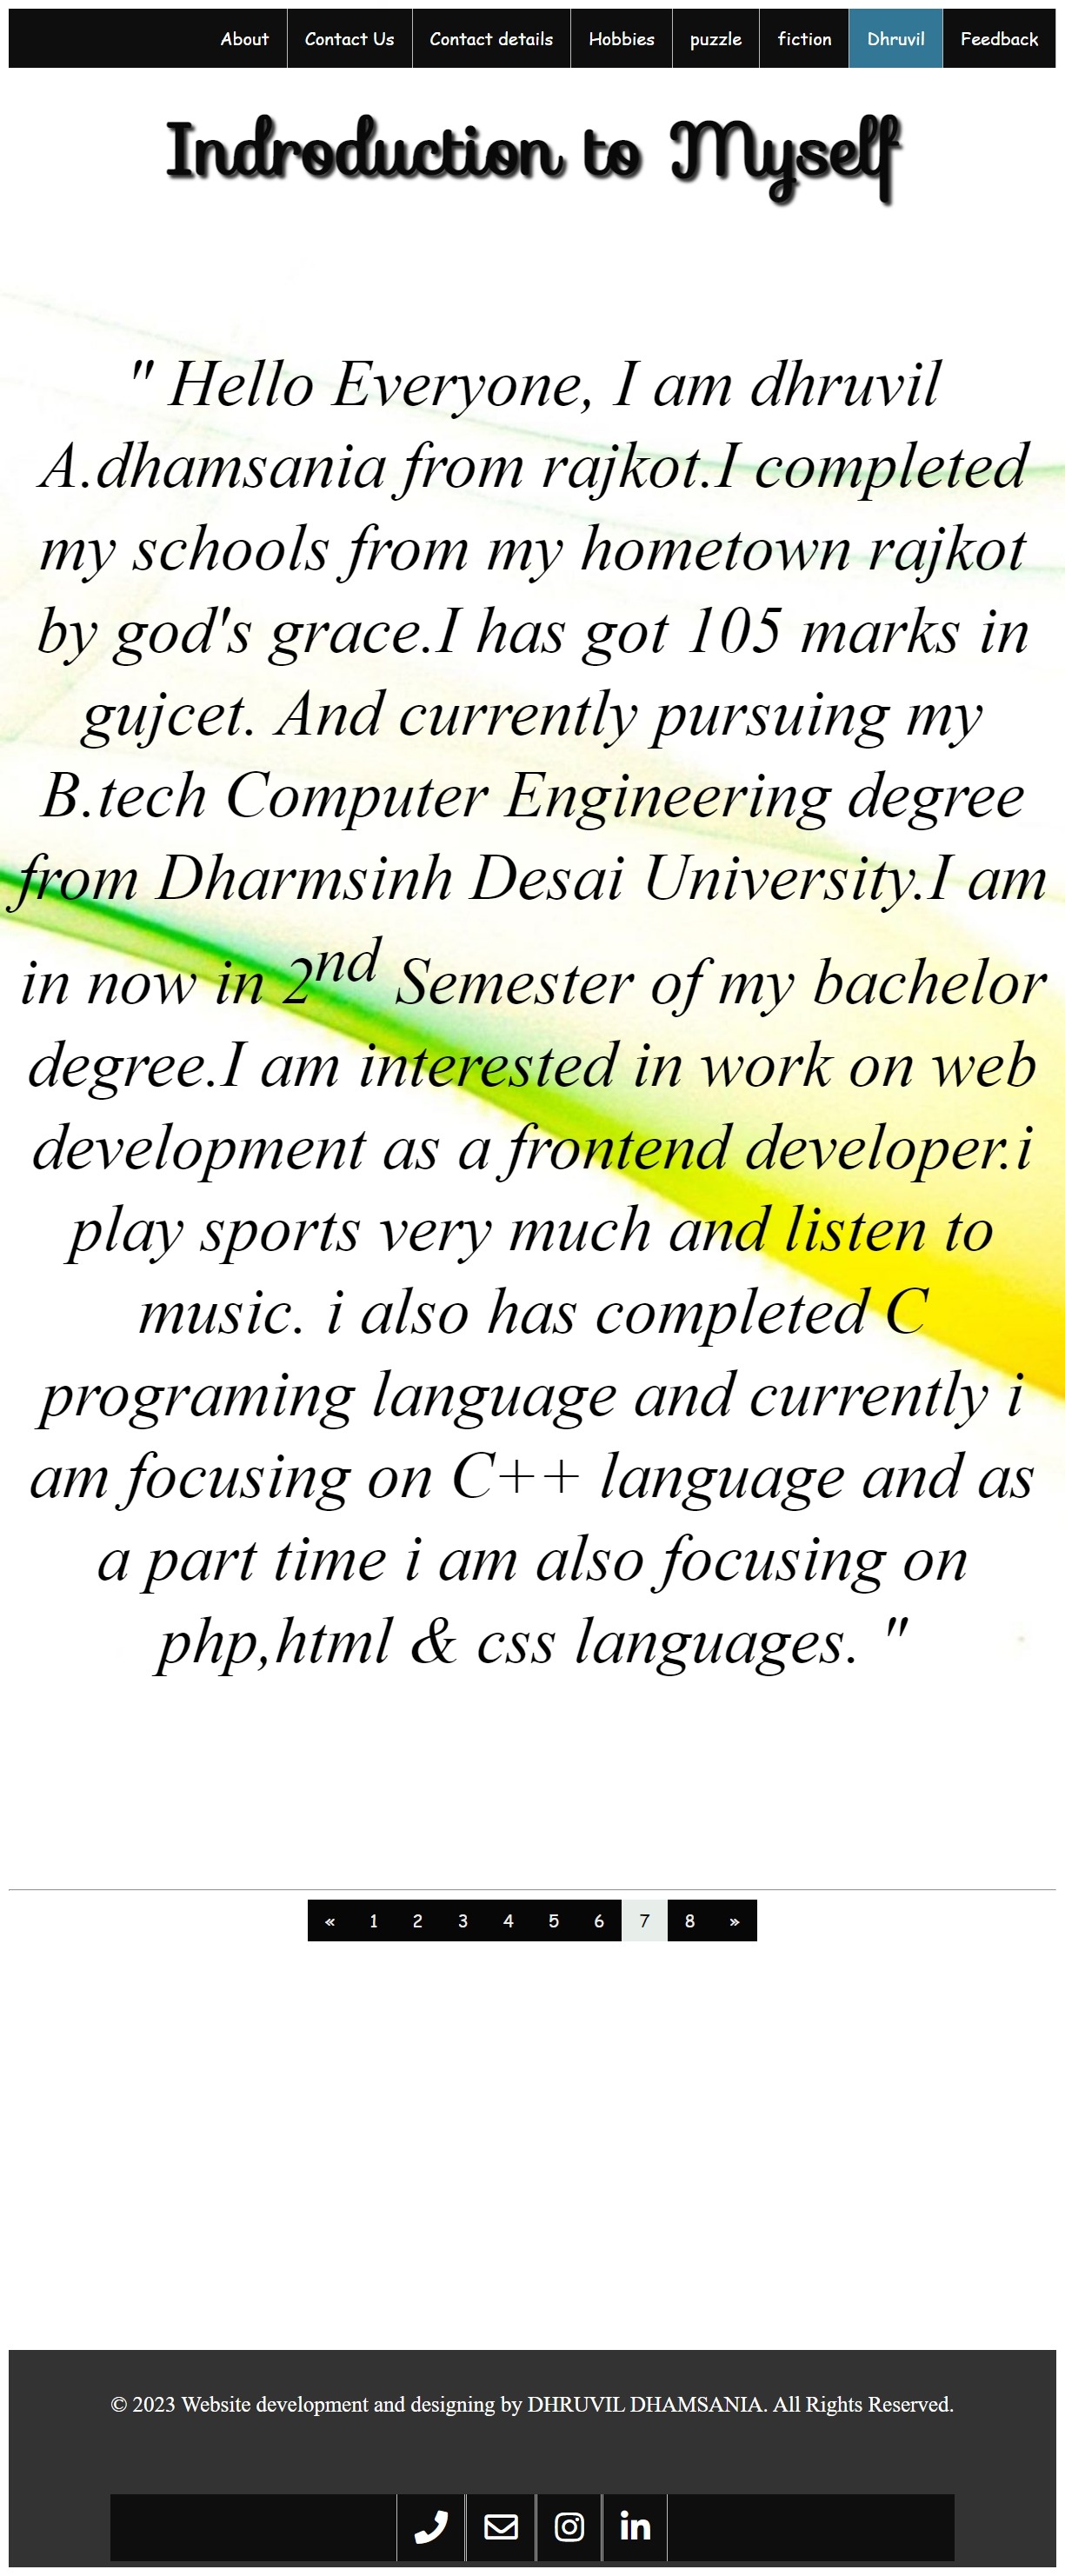 About Contact Us Contact details Hobbies puzzle fiction Dhruvil Feedback
Indroduction to Myself
" Hello Everyone, I am dhruvil
A.dhamsania from rajkot.I completed
my schools from my hometown rajkot
by god's grace.I has got 105 marks in
gujcet. And currently pursuing my
B.tech Computer Engineering degree
from Dharmsinh Desai University.I am
in now in 2nd Semester of my bachelor
degree.I am interested in work on web
development as a frontend developer.i
play sports very much and listen to
music. i also has completed C
programing language and currently i
am focusing on C++ language and as
a part time i am also focusing on
php,html & css languages. "
« 1 2 3 4 5 6 7 8 »
© 2023 Website development and designing by DHRUVIL DHAMSANIA. All Rights Reserved.